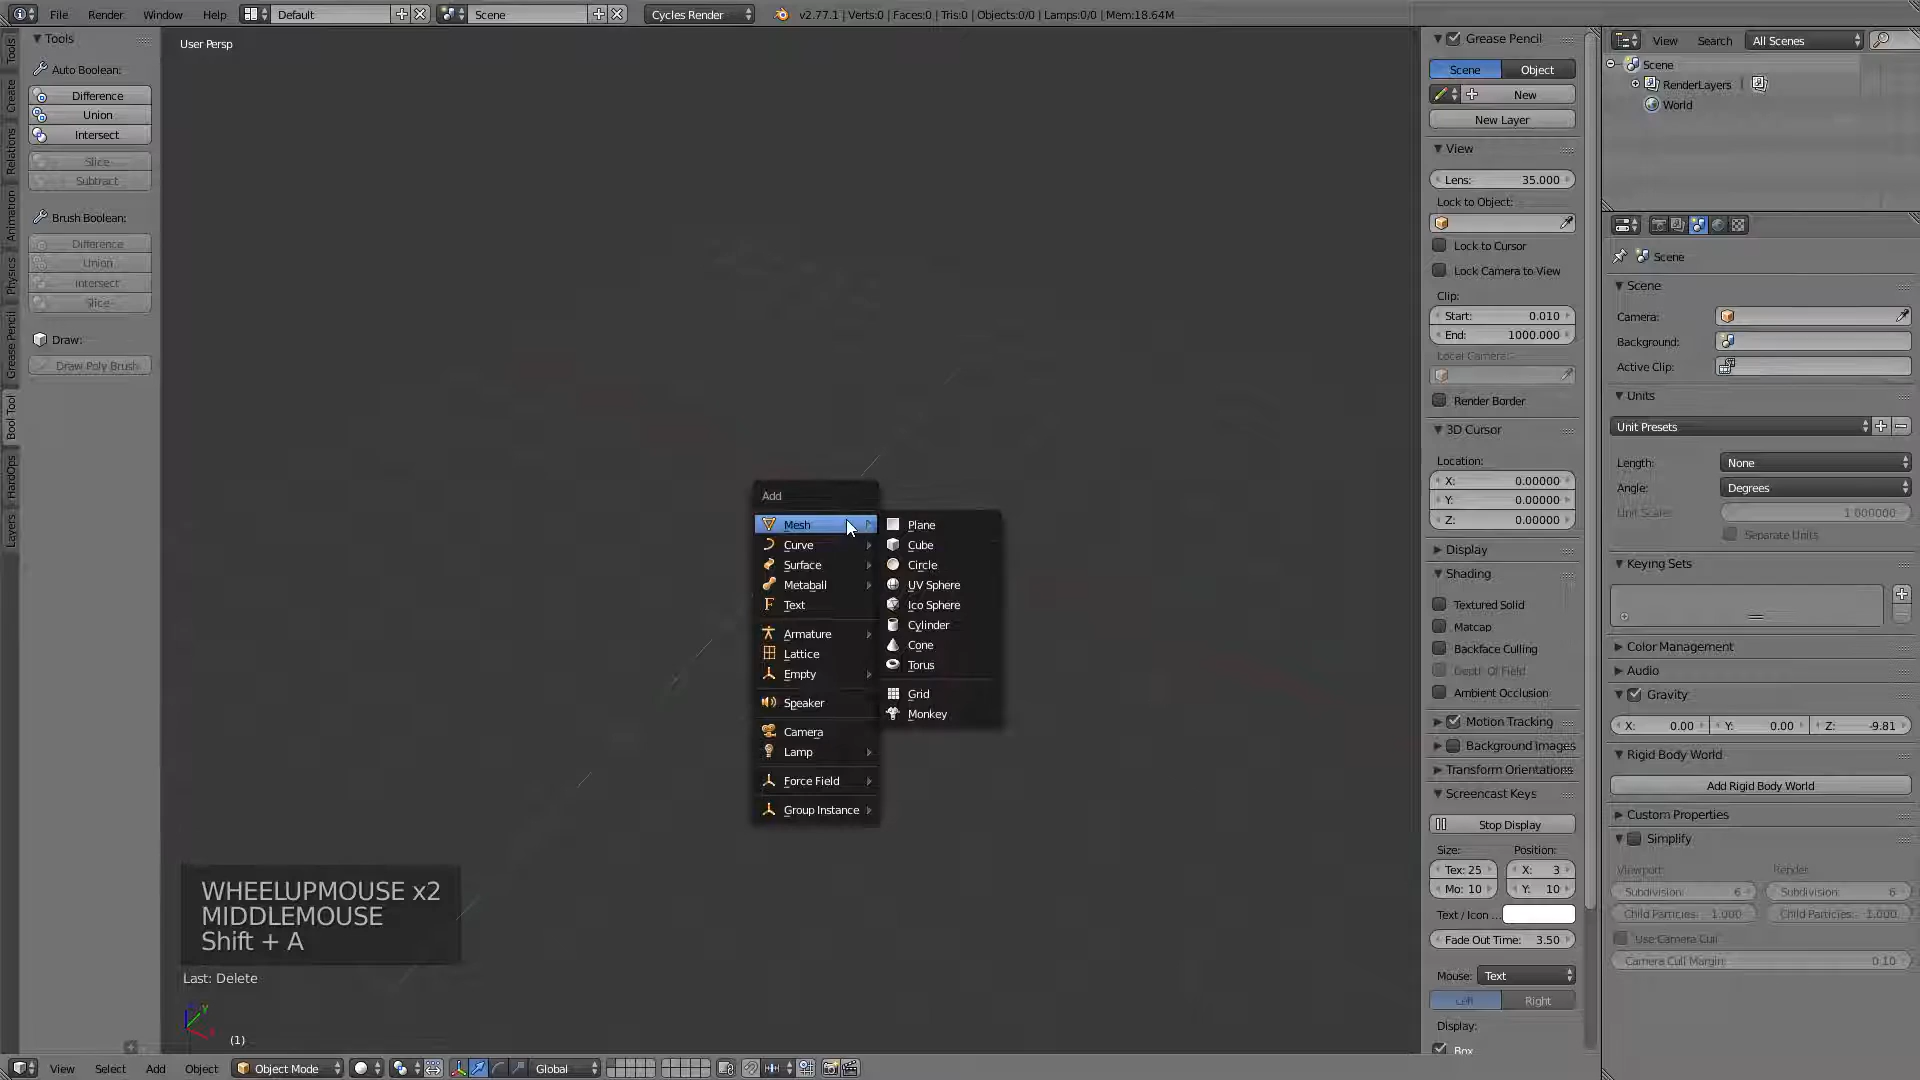 File
Render
Window
Help
Default
Scene
Cycles Render
v2.77.1 | Verts:0 | Faces:0 | Tris:0 | Objects:0/0 | Lamps:0/0 | Mem:18.64M
Tools
Create
Relations
Animation
Physics
Grease Pencil
Bool Tool
HardOps
Layers
Tools
Auto Boolean:
Difference
Union
Intersect
Slice
Subtract
Brush Boolean:
Difference
Union
Intersect
Slice
Draw:
Draw Poly Brush
User Persp
Add
Mesh
Curve
Surface
Metaball
Text
Armature
Lattice
Empty
Speaker
Camera
Lamp
Force Field
Group Instance
Plane
Cube
Circle
UV Sphere
Ico Sphere
Cylinder
Cone
Torus
Grid
Monkey
WHEELUPMOUSE x2
MIDDLEMOUSE
Shift + A
Last: Delete
(1)
View
Select
Add
Object
Object Mode
Global
Grease Pencil
Scene
Object
New
New Layer
View
Lens: 35.000
Lock to Object:
Lock to Cursor
Lock Camera to View
Clip:
Start: 0.010
End: 1000.000
Local Camera:
Render Border
3D Cursor
Location:
X: 0.00000
Y: 0.00000
Z: 0.00000
Display
Shading
Textured Solid
Matcap
Backface Culling
Depth Of Field
Ambient Occlusion
Motion Tracking
Background Images
Transform Orientations
Screencast Keys
Stop Display
Size:
Position:
Tex: 25
X: 3
Mo: 10
Y: 10
Text / Icon ...
Fade Out Time: 3.50
Mouse: Text
Left
Right
Display:
Box
View
Search
All Scenes
Scene
RenderLayers
World
Scene
Scene
Camera:
Background:
Active Clip:
Units
Unit Presets
Length: None
Angle: Degrees
Unit Scale: 1.000000
Separate Units
Keying Sets
Color Management
Audio
Gravity
X: 0.00
Y: 0.00
Z: -9.81
Rigid Body World
Add Rigid Body World
Custom Properties
Simplify
Viewport:
Render:
Subdivision: 6
Subdivision: 6
Child Particles: 1.000
Child Particles: 1.000
Use Camera Cull
Camera Cull Margin: 0.10